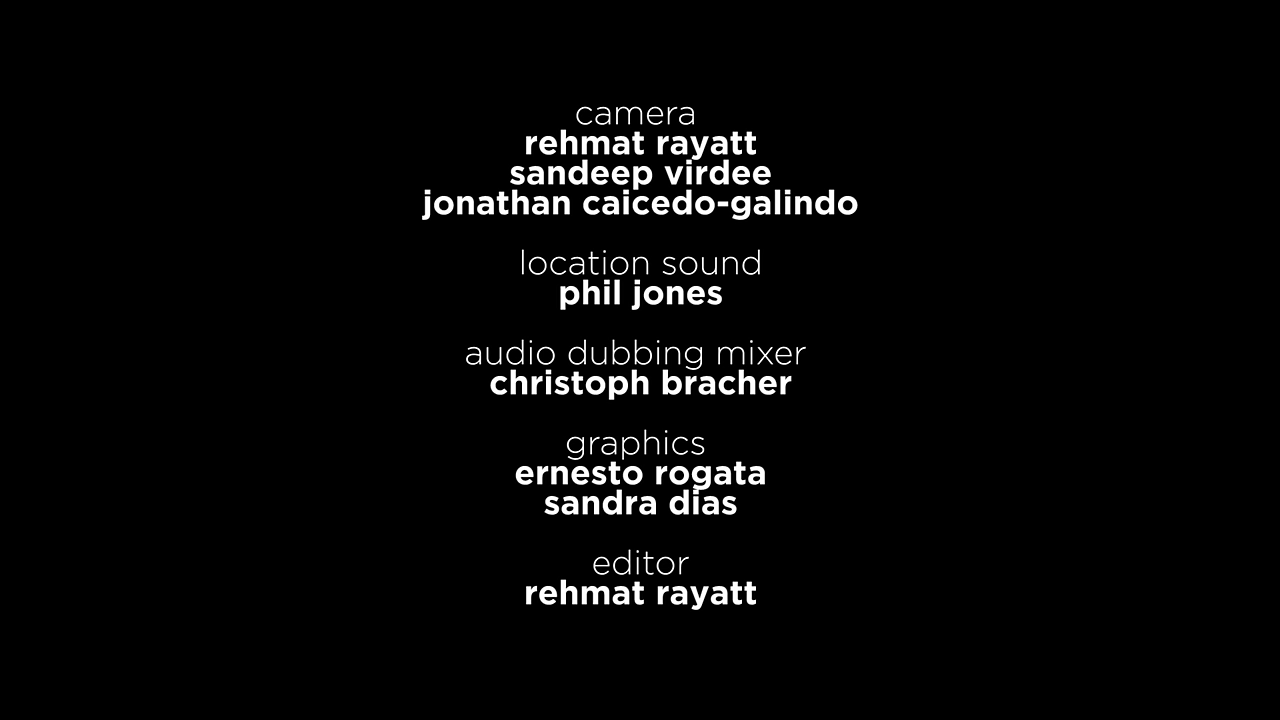 camera
rehmat rayatt
sandeep virdee
jonathan caicedo-galindo
location sound
phil jones
audio dubbing mixer
christoph bracher
graphics
ernesto rogata
sandra dias
editor
rehmat rayatt